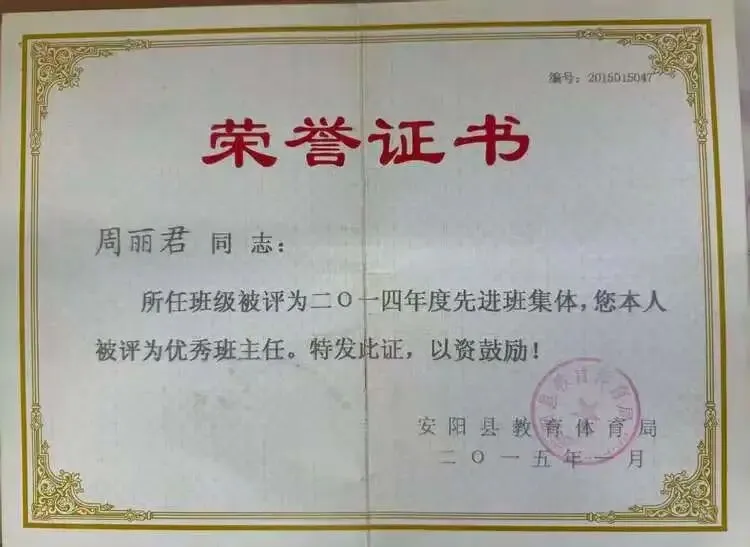 编号：2015015047
荣誉证书
周丽君 同志：
所任班级被评为二〇一四年度先进班集体，您本人
被评为优秀班主任。特发此证，以资鼓励！
安阳县教育体育局
二〇一五年一月